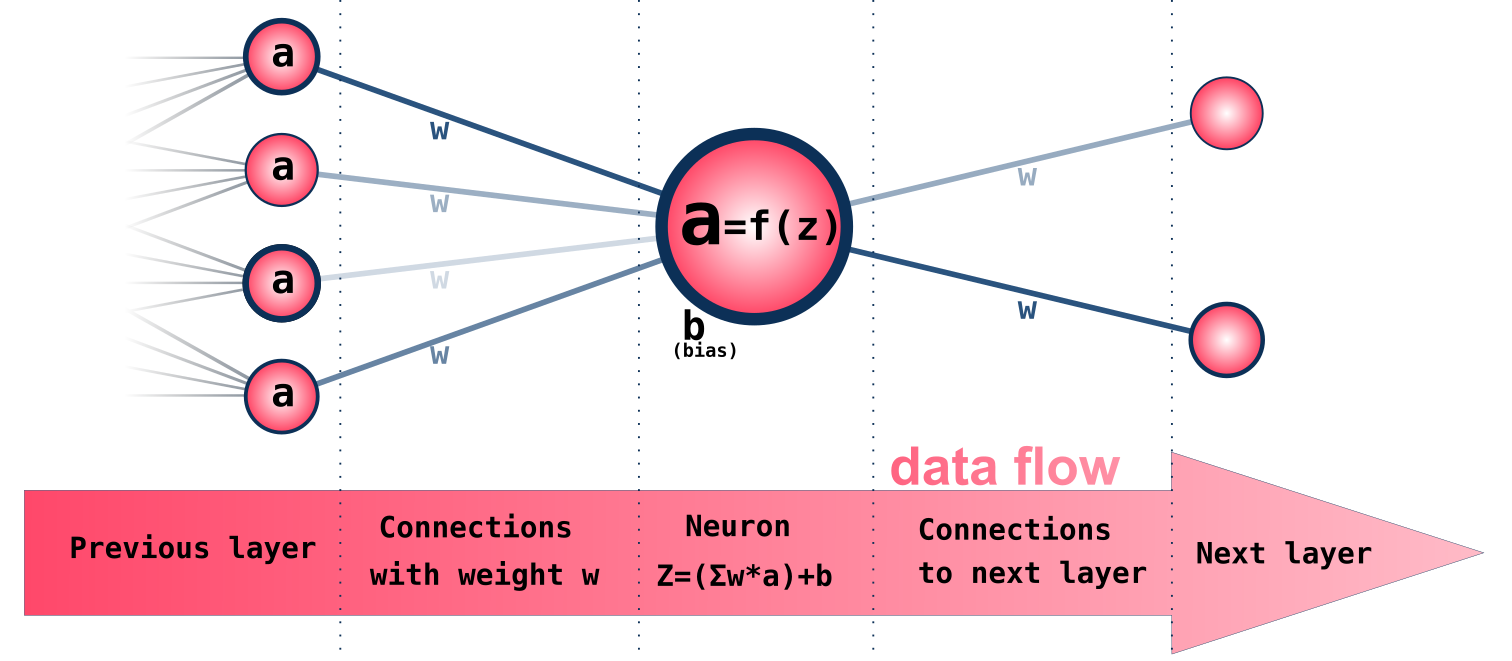 a
w
a
w
a
w
a
w
a=f(z)
b
(bias)
w
w
data flow
Previous layer
Connections
with weight w
Neuron
Z=(Σw*a)+b
Connections
to next layer
Next layer